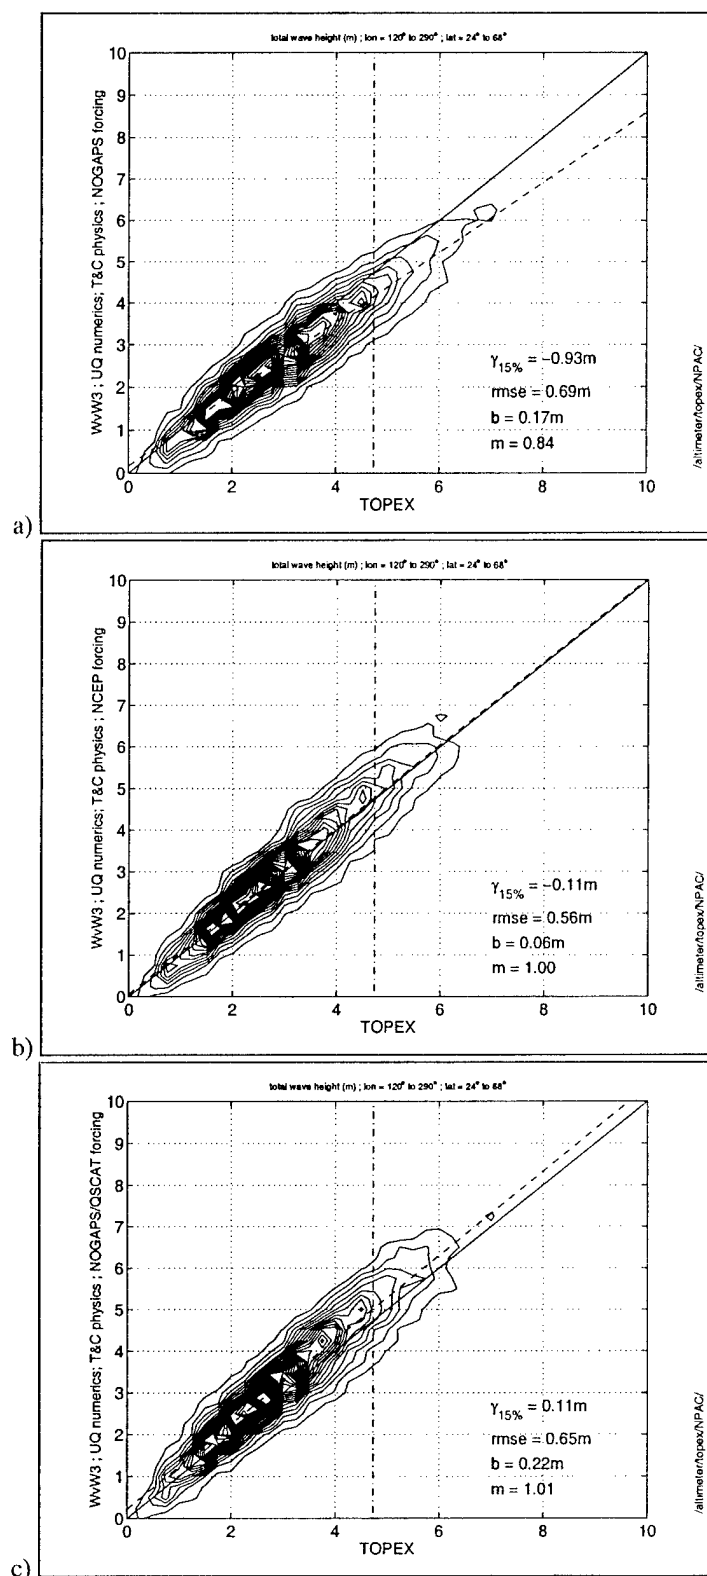 total wave height (m) ; lon = 120° to 290° ; lat = 24° to 68°
WvW3 ; UQ numerics; T&C physics ; NOGAPS forcing
10
9
8
7
6
5
4
3
2
1
0
γ15% = −0.93m
rmse = 0.69m
b = 0.17m
m = 0.84
0 2 4 6 8 10
TOPEX
/altimeter/topex/NPAC/
a)
total wave height (m) ; lon = 120° to 290° ; lat = 24° to 68°
WvW3 ; UQ numerics; T&C physics ; NCEP forcing
10
9
8
7
6
5
4
3
2
1
0
γ15% = −0.11m
rmse = 0.56m
b = 0.06m
m = 1.00
0 2 4 6 8 10
TOPEX
/altimeter/topex/NPAC/
b)
total wave height (m) ; lon = 120° to 290° ; lat = 24° to 68°
WvW3 ; UQ numerics; T&C physics ; NOGAPS/QSCAT forcing
10
9
8
7
6
5
4
3
2
1
0
γ15% = 0.11m
rmse = 0.65m
b = 0.22m
m = 1.01
0 2 4 6 8 10
TOPEX
/altimeter/topex/NPAC/
c)